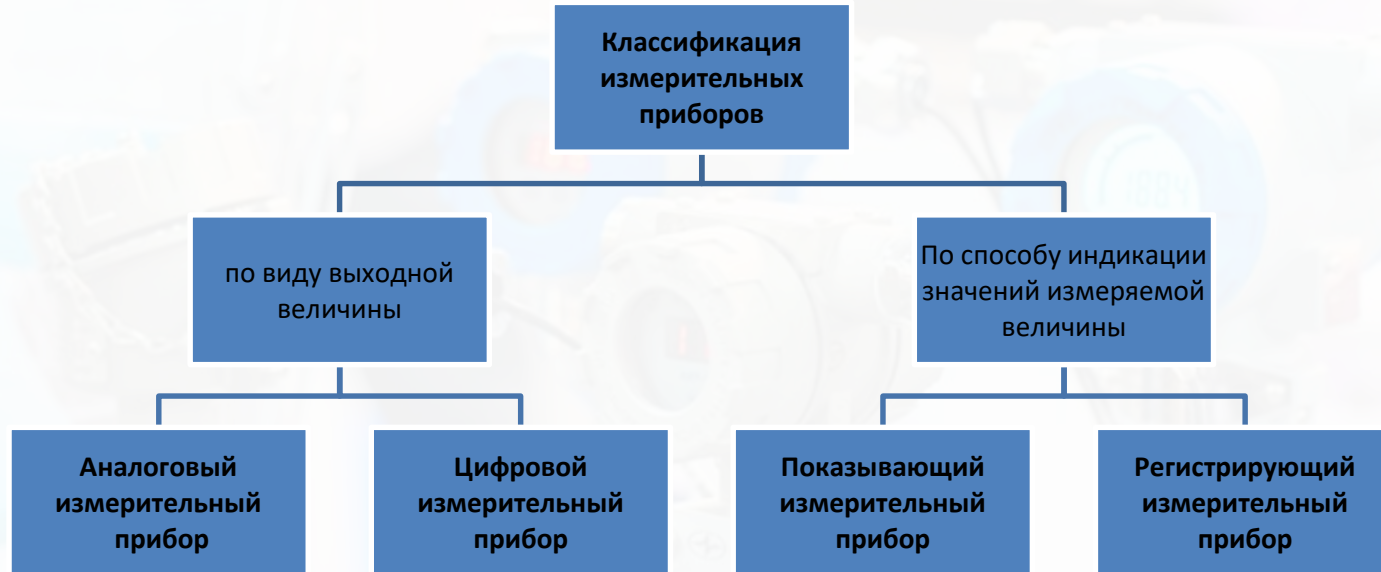 Классификация
измерительных
приборов
по виду выходной
величины
По способу индикации
значений измеряемой
величины
Аналоговый
измерительный
прибор
Цифровой
измерительный
прибор
Показывающий
измерительный
прибор
Регистрирующий
измерительный
прибор